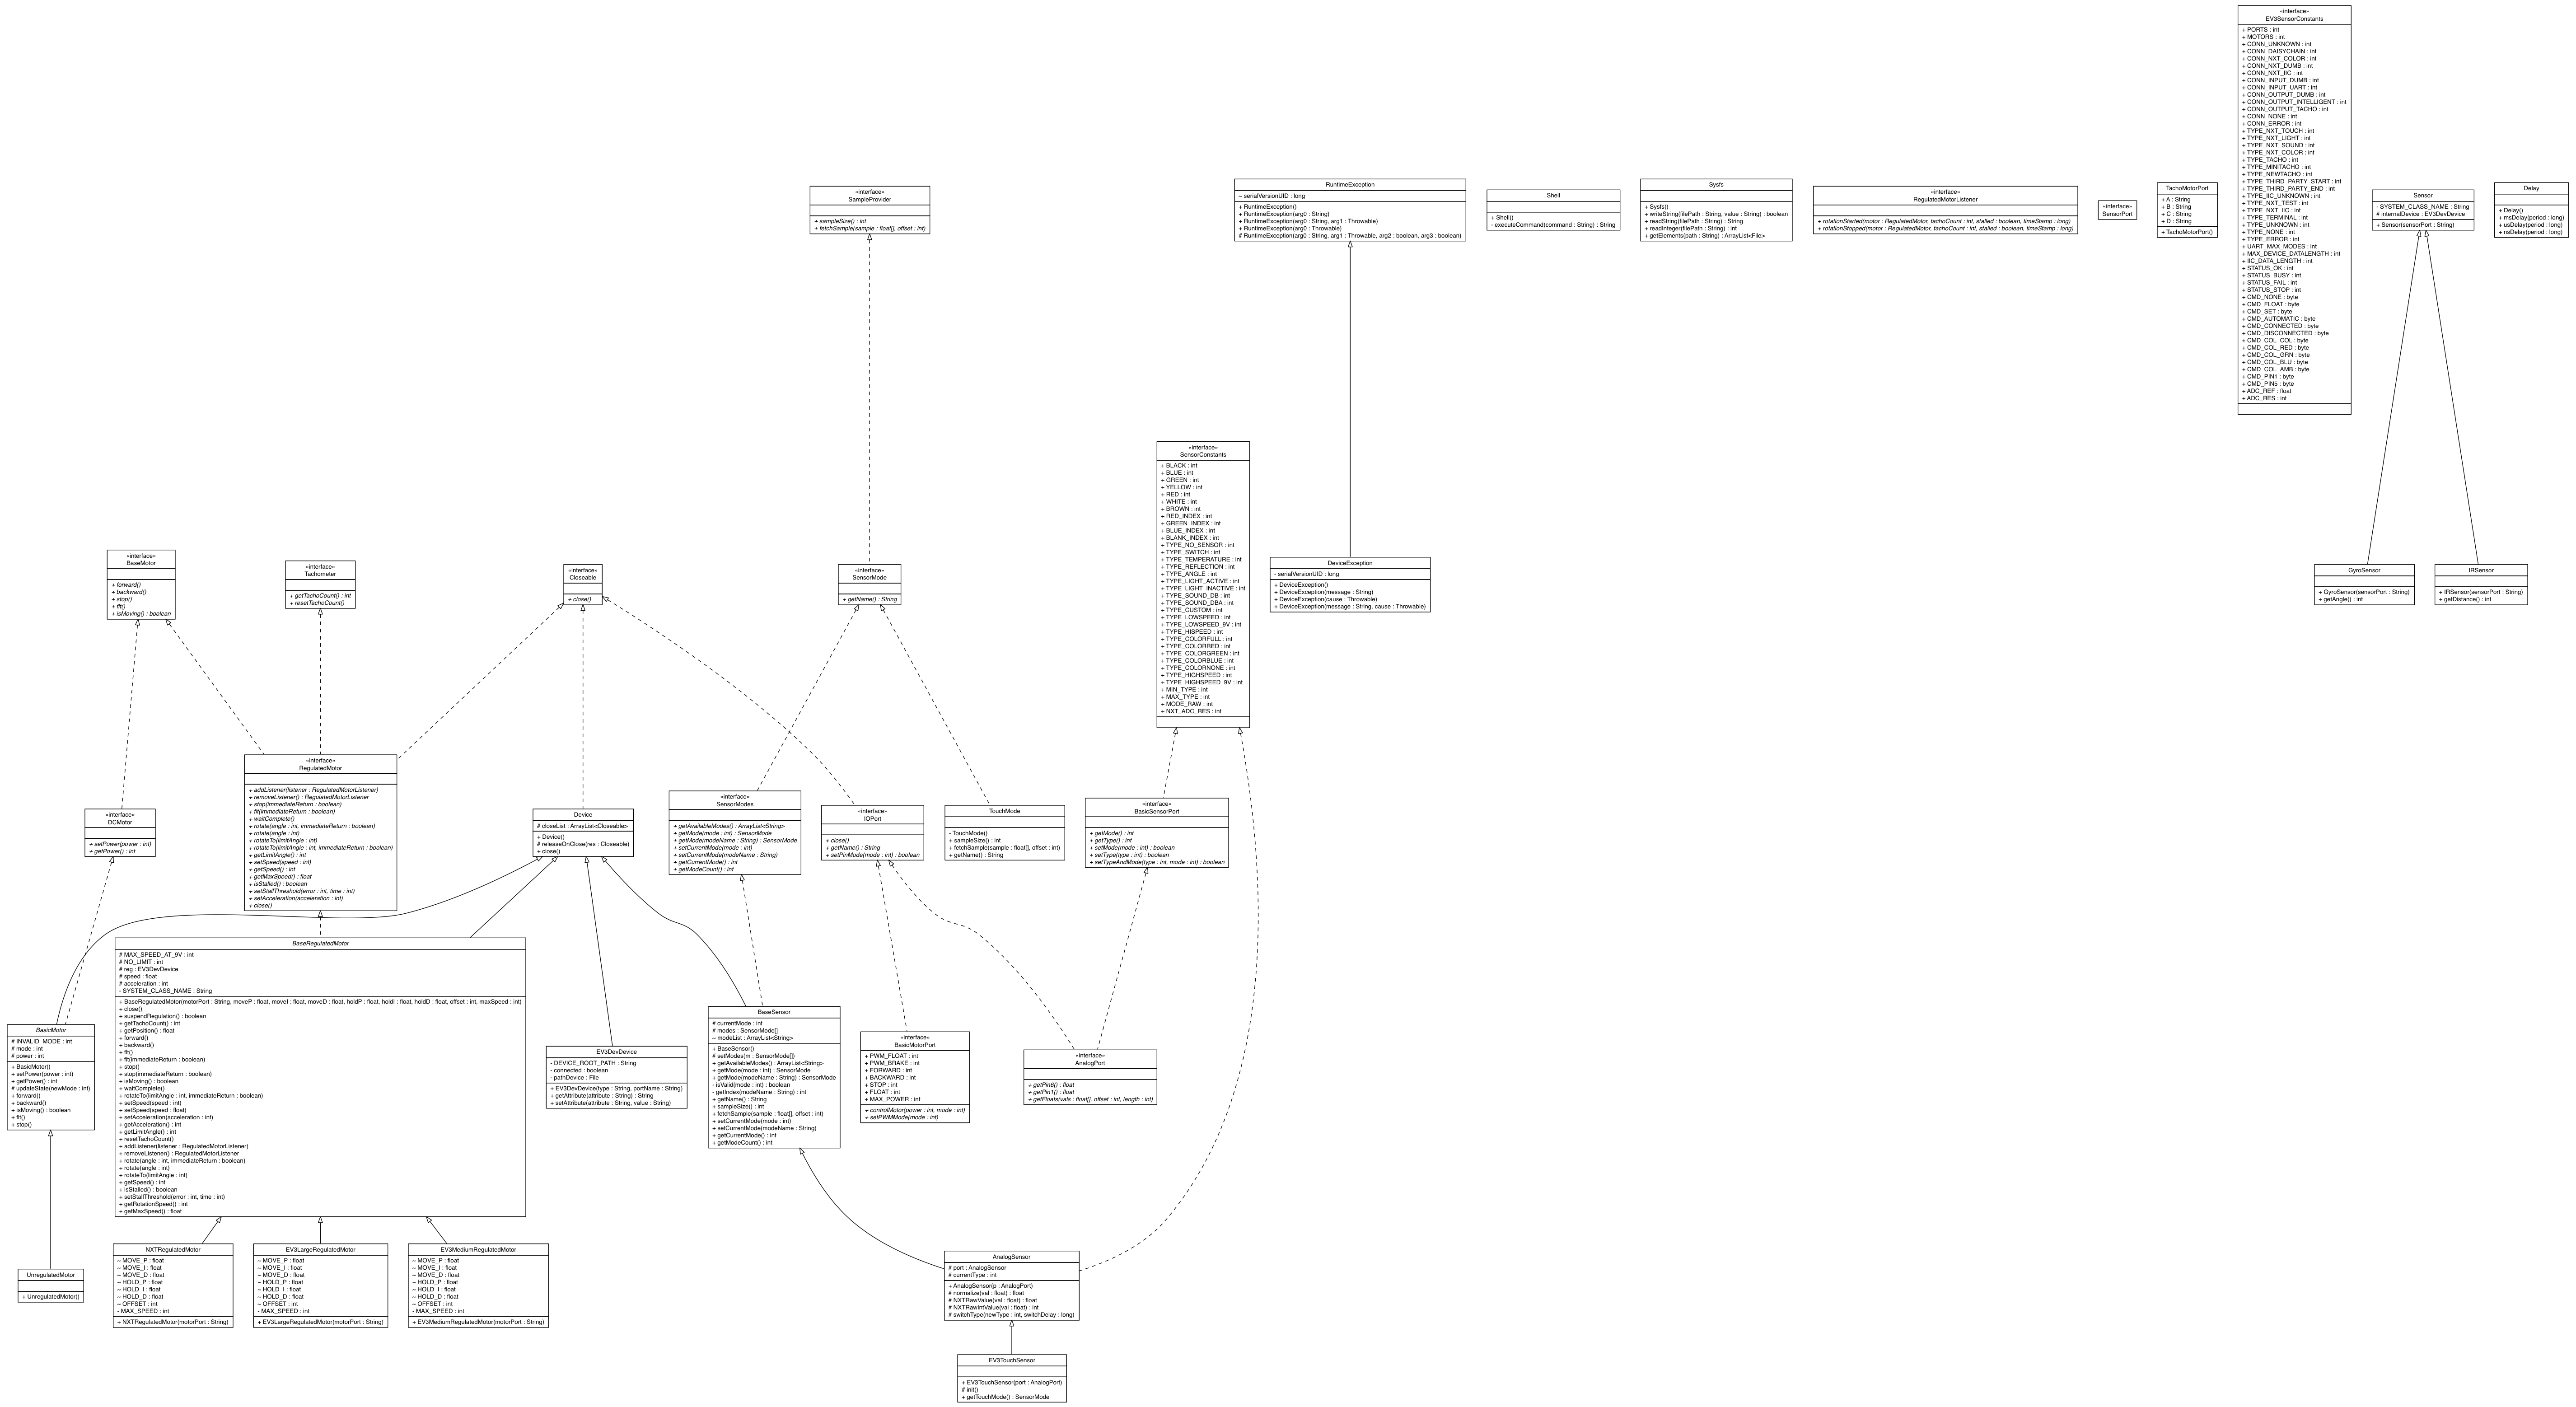 «interface»
EV3SensorConstants
+ PORTS : int
+ MOTORS : int
+ CONN_UNKNOWN : int
+ CONN_DAISYCHAIN : int
+ CONN_NXT_COLOR : int
+ CONN_NXT_DUMB : int
+ CONN_NXT_IIC : int
+ CONN_INPUT_DUMB : int
+ CONN_INPUT_UART : int
+ CONN_OUTPUT_DUMB : int
+ CONN_OUTPUT_INTELLIGENT : int
+ CONN_OUTPUT_TACHO : int
+ CONN_NONE : int
+ CONN_ERROR : int
+ TYPE_NXT_TOUCH : int
+ TYPE_NXT_LIGHT : int
+ TYPE_NXT_SOUND : int
+ TYPE_NXT_COLOR : int
+ TYPE_TACHO : int
+ TYPE_MINITACHO : int
+ TYPE_NEWTACHO : int
+ TYPE_THIRD_PARTY_START : int
+ TYPE_THIRD_PARTY_END : int
+ TYPE_IIC_UNKNOWN : int
+ TYPE_NXT_TEST : int
+ TYPE_NXT_IIC : int
+ TYPE_TERMINAL : int
+ TYPE_UNKNOWN : int
+ TYPE_NONE : int
+ TYPE_ERROR : int
+ UART_MAX_MODES : int
+ MAX_DEVICE_DATALENGTH : int
+ IIC_DATA_LENGTH : int
+ STATUS_OK : int
+ STATUS_BUSY : int
+ STATUS_FAIL : int
+ STATUS_STOP : int
+ CMD_NONE : byte
+ CMD_FLOAT : byte
+ CMD_SET : byte
+ CMD_AUTOMATIC : byte
+ CMD_CONNECTED : byte
+ CMD_DISCONNECTED : byte
+ CMD_COL_COL : byte
+ CMD_COL_RED : byte
+ CMD_COL_GRN : byte
+ CMD_COL_BLU : byte
+ CMD_COL_AMB : byte
+ CMD_PIN1 : byte
+ CMD_PIN5 : byte
+ ADC_REF : float
+ ADC_RES : int
«interface»
SampleProvider
+ sampleSize() : int
+ fetchSample(sample : float[], offset : int)
RuntimeException
~ serialVersionUID : long
+ RuntimeException()
+ RuntimeException(arg0 : String)
+ RuntimeException(arg0 : String, arg1 : Throwable)
+ RuntimeException(arg0 : Throwable)
# RuntimeException(arg0 : String, arg1 : Throwable, arg2 : boolean, arg3 : boolean)
Shell
+ Shell()
- executeCommand(command : String) : String
Sysfs
+ Sysfs()
+ writeString(filePath : String, value : String) : boolean
+ readString(filePath : String) : String
+ readInteger(filePath : String) : int
+ getElements(path : String) : ArrayList<File>
«interface»
RegulatedMotorListener
+ rotationStarted(motor : RegulatedMotor, tachoCount : int, stalled : boolean, timeStamp : long)
+ rotationStopped(motor : RegulatedMotor, tachoCount : int, stalled : boolean, timeStamp : long)
«interface»
SensorPort
TachoMotorPort
+ A : String
+ B : String
+ C : String
+ D : String
+ TachoMotorPort()
Sensor
- SYSTEM_CLASS_NAME : String
# internalDevice : EV3DevDevice
+ Sensor(sensorPort : String)
Delay
+ Delay()
+ msDelay(period : long)
+ usDelay(period : long)
+ nsDelay(period : long)
«interface»
SensorConstants
+ BLACK : int
+ BLUE : int
+ GREEN : int
+ YELLOW : int
+ RED : int
+ WHITE : int
+ BROWN : int
+ RED_INDEX : int
+ GREEN_INDEX : int
+ BLUE_INDEX : int
+ BLANK_INDEX : int
+ TYPE_NO_SENSOR : int
+ TYPE_SWITCH : int
+ TYPE_TEMPERATURE : int
+ TYPE_REFLECTION : int
+ TYPE_ANGLE : int
+ TYPE_LIGHT_ACTIVE : int
+ TYPE_LIGHT_INACTIVE : int
+ TYPE_SOUND_DB : int
+ TYPE_SOUND_DBA : int
+ TYPE_CUSTOM : int
+ TYPE_LOWSPEED : int
+ TYPE_LOWSPEED_9V : int
+ TYPE_HISPEED : int
+ TYPE_COLORFULL : int
+ TYPE_COLORRED : int
+ TYPE_COLORGREEN : int
+ TYPE_COLORBLUE : int
+ TYPE_COLORNONE : int
+ TYPE_HIGHSPEED : int
+ TYPE_HIGHSPEED_9V : int
+ MIN_TYPE : int
+ MAX_TYPE : int
+ MODE_RAW : int
+ NXT_ADC_RES : int
«interface»
BaseMotor
+ forward()
+ backward()
+ stop()
+ flt()
+ isMoving() : boolean
«interface»
Tachometer
+ getTachoCount() : int
+ resetTachoCount()
«interface»
Closeable
+ close()
«interface»
SensorMode
+ getName() : String
DeviceException
- serialVersionUID : long
+ DeviceException()
+ DeviceException(message : String)
+ DeviceException(cause : Throwable)
+ DeviceException(message : String, cause : Throwable)
GyroSensor
+ GyroSensor(sensorPort : String)
+ getAngle() : int
IRSensor
+ IRSensor(sensorPort : String)
+ getDistance() : int
«interface»
DCMotor
+ setPower(power : int)
+ getPower() : int
«interface»
RegulatedMotor
+ addListener(listener : RegulatedMotorListener)
+ removeListener() : RegulatedMotorListener
+ stop(immediateReturn : boolean)
+ flt(immediateReturn : boolean)
+ waitComplete()
+ rotate(angle : int, immediateReturn : boolean)
+ rotate(angle : int)
+ rotateTo(limitAngle : int)
+ rotateTo(limitAngle : int, immediateReturn : boolean)
+ getLimitAngle() : int
+ setSpeed(speed : int)
+ getSpeed() : int
+ getMaxSpeed() : float
+ isStalled() : boolean
+ setStallThreshold(error : int, time : int)
+ setAcceleration(acceleration : int)
+ close()
Device
# closeList : ArrayList<Closeable>
+ Device()
# releaseOnClose(res : Closeable)
+ close()
«interface»
SensorModes
+ getAvailableModes() : ArrayList<String>
+ getMode(mode : int) : SensorMode
+ getMode(modeName : String) : SensorMode
+ setCurrentMode(mode : int)
+ setCurrentMode(modeName : String)
+ getCurrentMode() : int
+ getModeCount() : int
«interface»
IOPort
+ close()
+ getName() : String
+ setPinMode(mode : int) : boolean
TouchMode
- TouchMode()
+ sampleSize() : int
+ fetchSample(sample : float[], offset : int)
+ getName() : String
«interface»
BasicSensorPort
+ getMode() : int
+ getType() : int
+ setMode(mode : int) : boolean
+ setType(type : int) : boolean
+ setTypeAndMode(type : int, mode : int) : boolean
BasicMotor
# INVALID_MODE : int
# mode : int
# power : int
+ BasicMotor()
+ setPower(power : int)
+ getPower() : int
# updateState(newMode : int)
+ forward()
+ backward()
+ isMoving() : boolean
+ flt()
+ stop()
BaseRegulatedMotor
# MAX_SPEED_AT_9V : int
# NO_LIMIT : int
# reg : EV3DevDevice
# speed : float
# acceleration : int
- SYSTEM_CLASS_NAME : String
+ BaseRegulatedMotor(motorPort : String, moveP : float, moveI : float, moveD : float, holdP : float, holdI : float, holdD : float, offset : int, maxSpeed : int)
+ close()
+ suspendRegulation() : boolean
+ getTachoCount() : int
+ getPosition() : float
+ forward()
+ backward()
+ flt()
+ flt(immediateReturn : boolean)
+ stop()
+ stop(immediateReturn : boolean)
+ isMoving() : boolean
+ waitComplete()
+ rotateTo(limitAngle : int, immediateReturn : boolean)
+ setSpeed(speed : int)
+ setSpeed(speed : float)
+ setAcceleration(acceleration : int)
+ getAcceleration() : int
+ getLimitAngle() : int
+ resetTachoCount()
+ addListener(listener : RegulatedMotorListener)
+ removeListener() : RegulatedMotorListener
+ rotate(angle : int, immediateReturn : boolean)
+ rotate(angle : int)
+ rotateTo(limitAngle : int)
+ getSpeed() : int
+ isStalled() : boolean
+ setStallThreshold(error : int, time : int)
+ getRotationSpeed() : int
+ getMaxSpeed() : float
EV3DevDevice
- DEVICE_ROOT_PATH : String
- connected : boolean
- pathDevice : File
+ EV3DevDevice(type : String, portName : String)
+ getAttribute(attribute : String) : String
+ setAttribute(attribute : String, value : String)
BaseSensor
# currentMode : int
# modes : SensorMode[]
~ modeList : ArrayList<String>
+ BaseSensor()
# setModes(m : SensorMode[])
+ getAvailableModes() : ArrayList<String>
+ getMode(mode : int) : SensorMode
+ getMode(modeName : String) : SensorMode
- isValid(mode : int) : boolean
- getIndex(modeName : String) : int
+ getName() : String
+ sampleSize() : int
+ fetchSample(sample : float[], offset : int)
+ setCurrentMode(mode : int)
+ setCurrentMode(modeName : String)
+ getCurrentMode() : int
+ getModeCount() : int
«interface»
BasicMotorPort
+ PWM_FLOAT : int
+ PWM_BRAKE : int
+ FORWARD : int
+ BACKWARD : int
+ STOP : int
+ FLOAT : int
+ MAX_POWER : int
+ controlMotor(power : int, mode : int)
+ setPWMMode(mode : int)
«interface»
AnalogPort
+ getPin6() : float
+ getPin1() : float
+ getFloats(vals : float[], offset : int, length : int)
UnregulatedMotor
+ UnregulatedMotor()
NXTRegulatedMotor
~ MOVE_P : float
~ MOVE_I : float
~ MOVE_D : float
~ HOLD_P : float
~ HOLD_I : float
~ HOLD_D : float
~ OFFSET : int
- MAX_SPEED : int
+ NXTRegulatedMotor(motorPort : String)
EV3LargeRegulatedMotor
~ MOVE_P : float
~ MOVE_I : float
~ MOVE_D : float
~ HOLD_P : float
~ HOLD_I : float
~ HOLD_D : float
~ OFFSET : int
- MAX_SPEED : int
+ EV3LargeRegulatedMotor(motorPort : String)
EV3MediumRegulatedMotor
~ MOVE_P : float
~ MOVE_I : float
~ MOVE_D : float
~ HOLD_P : float
~ HOLD_I : float
~ HOLD_D : float
~ OFFSET : int
- MAX_SPEED : int
+ EV3MediumRegulatedMotor(motorPort : String)
AnalogSensor
# port : AnalogSensor
# currentType : int
+ AnalogSensor(p : AnalogPort)
# normalize(val : float) : float
# NXTRawValue(val : float) : float
# NXTRawIntValue(val : float) : int
# switchType(newType : int, switchDelay : long)
EV3TouchSensor
+ EV3TouchSensor(port : AnalogPort)
# init()
+ getTouchMode() : SensorMode